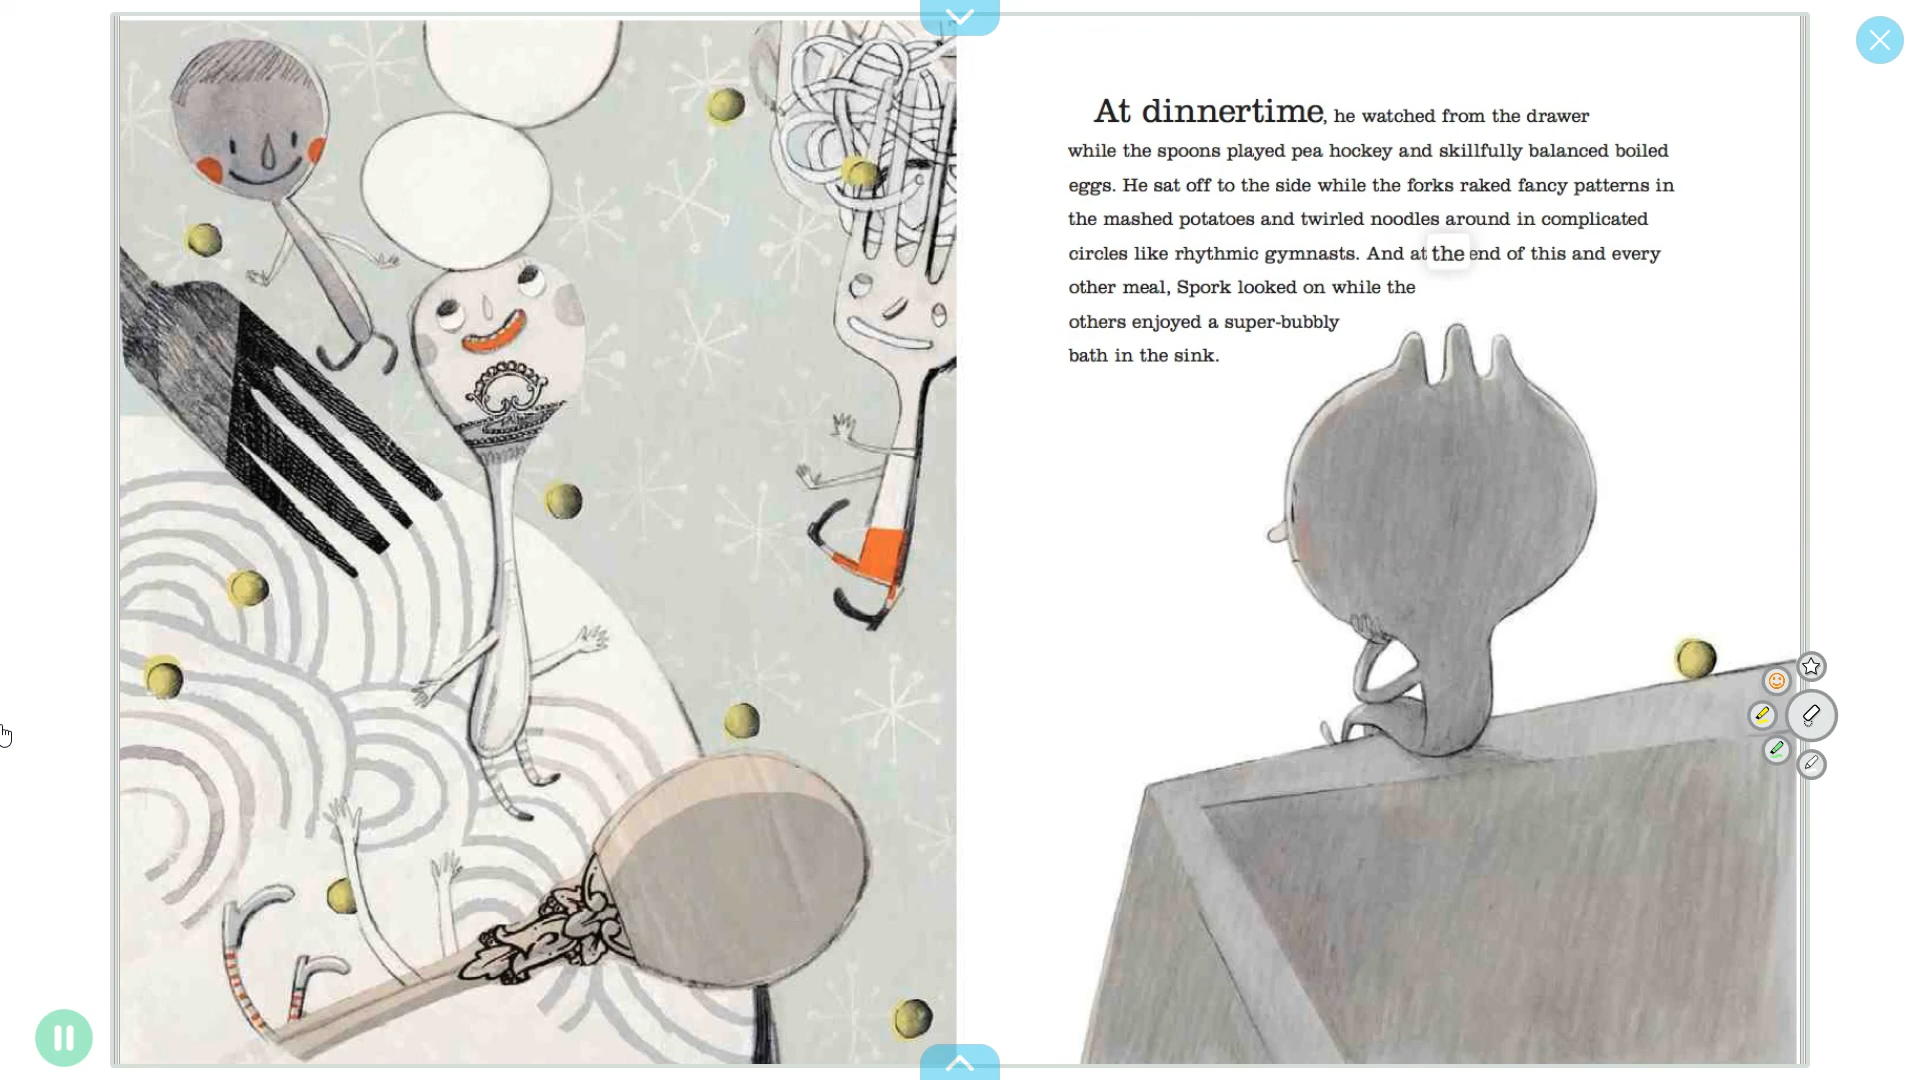 At dinnertime, he watched from the drawer
while the spoons played pea hockey and skillfully balanced boiled
eggs. He sat off to the side while the forks raked fancy patterns in
the mashed potatoes and twirled noodles around in complicated
circles like rhythmic gymnasts. And at the end of this and every
other meal, Spork looked on while the
others enjoyed a super-bubbly
bath in the sink.